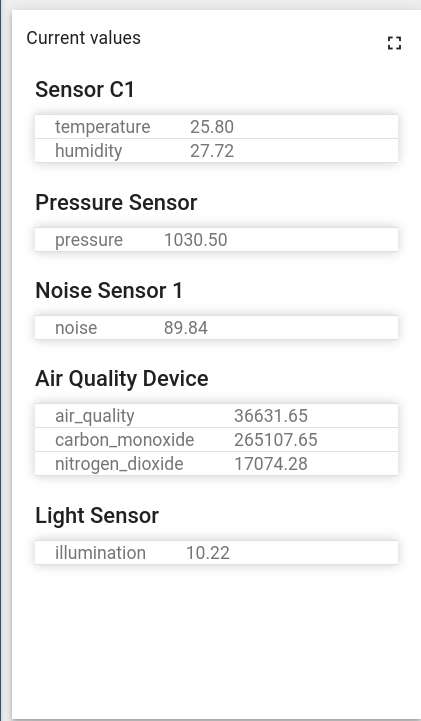 Current values
Sensor C1
temperature 25.80
humidity 27.72
Pressure Sensor
pressure 1030.50
Noise Sensor 1
noise 89.84
Air Quality Device
air_quality 36631.65
carbon_monoxide 265107.65
nitrogen_dioxide 17074.28
Light Sensor
illumination 10.22